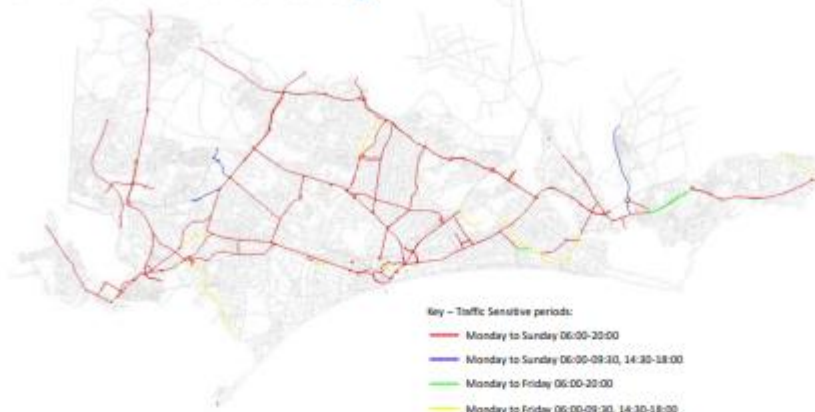 Key – Traffic Sensitive periods:
Monday to Sunday 06:00-20:00
Monday to Sunday 06:00-09:30, 14:30-18:00
Monday to Friday 06:00-20:00
Monday to Friday 06:00-09:30, 14:30-18:00